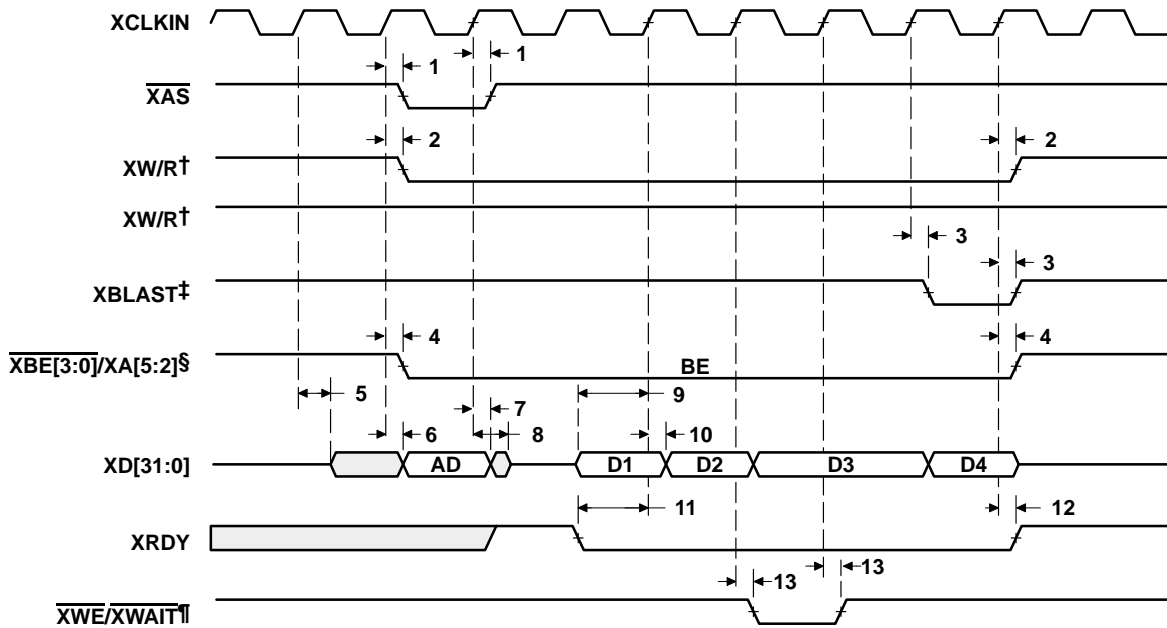 XCLKIN
1
1
XAS
2
2
XW/R†
XW/R†
3
3
XBLAST‡
4
4
XBE[3:0]/XA[5:2]§
BE
5
7
9
6
8
10
XD[31:0]
AD
D1
D2
D3
D4
11
12
XRDY
13
13
XWE/XWAIT¶